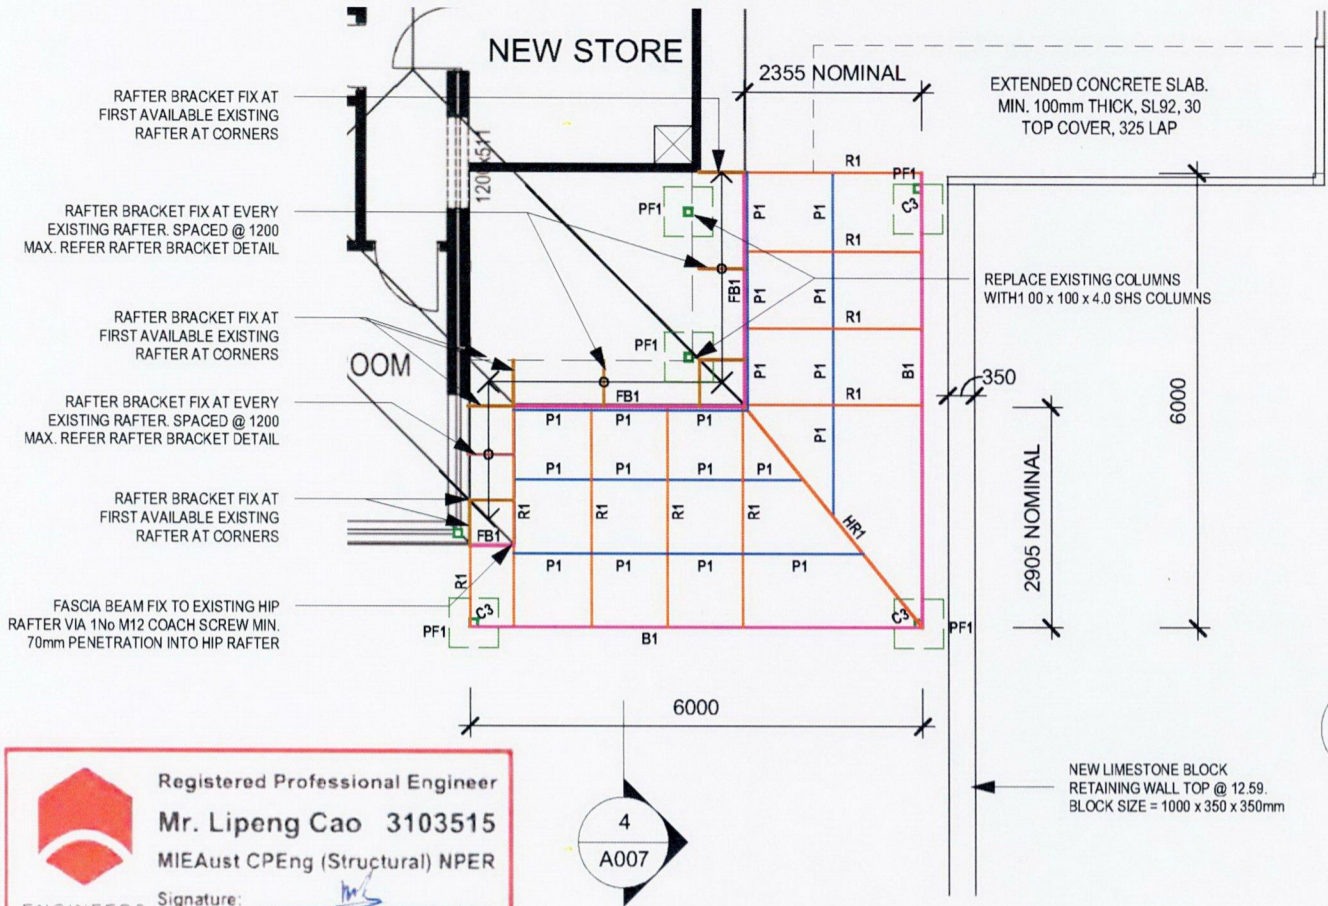 NEW STORE
2355 NOMINAL
EXTENDED CONCRETE SLAB.
MIN. 100mm THICK, SL92, 30
TOP COVER, 325 LAP
RAFTER BRACKET FIX AT
FIRST AVAILABLE EXISTING
RAFTER AT CORNERS
1200x511
R1
PF1
C3
RAFTER BRACKET FIX AT EVERY
EXISTING RAFTER. SPACED @ 1200
MAX. REFER RAFTER BRACKET DETAIL
PF1
P1
P1
R1
REPLACE EXISTING COLUMNS
WITH1 00 x 100 x 4.0 SHS COLUMNS
FB1
P1
P1
R1
RAFTER BRACKET FIX AT
FIRST AVAILABLE EXISTING
RAFTER AT CORNERS
OOM
PF1
P1
P1
B1
350
6000
FB1
R1
RAFTER BRACKET FIX AT EVERY
EXISTING RAFTER. SPACED @ 1200
MAX. REFER RAFTER BRACKET DETAIL
P1
P1
P1
P1
P1
P1
P1
P1
2905 NOMINAL
RAFTER BRACKET FIX AT
FIRST AVAILABLE EXISTING
RAFTER AT CORNERS
R1
R1
R1
R1
HR1
FB1
P1
P1
P1
P1
R1
FASCIA BEAM FIX TO EXISTING HIP
RAFTER VIA 1No M12 COACH SCREW MIN.
70mm PENETRATION INTO HIP RAFTER
PF1
C3
B1
C3
PF1
6000
NEW LIMESTONE BLOCK
RETAINING WALL TOP @ 12.59.
BLOCK SIZE = 1000 x 350 x 350mm
4
A007
Registered Professional Engineer
Mr. Lipeng Cao 3103515
MIEAust CPEng (Structural) NPER
Signature: